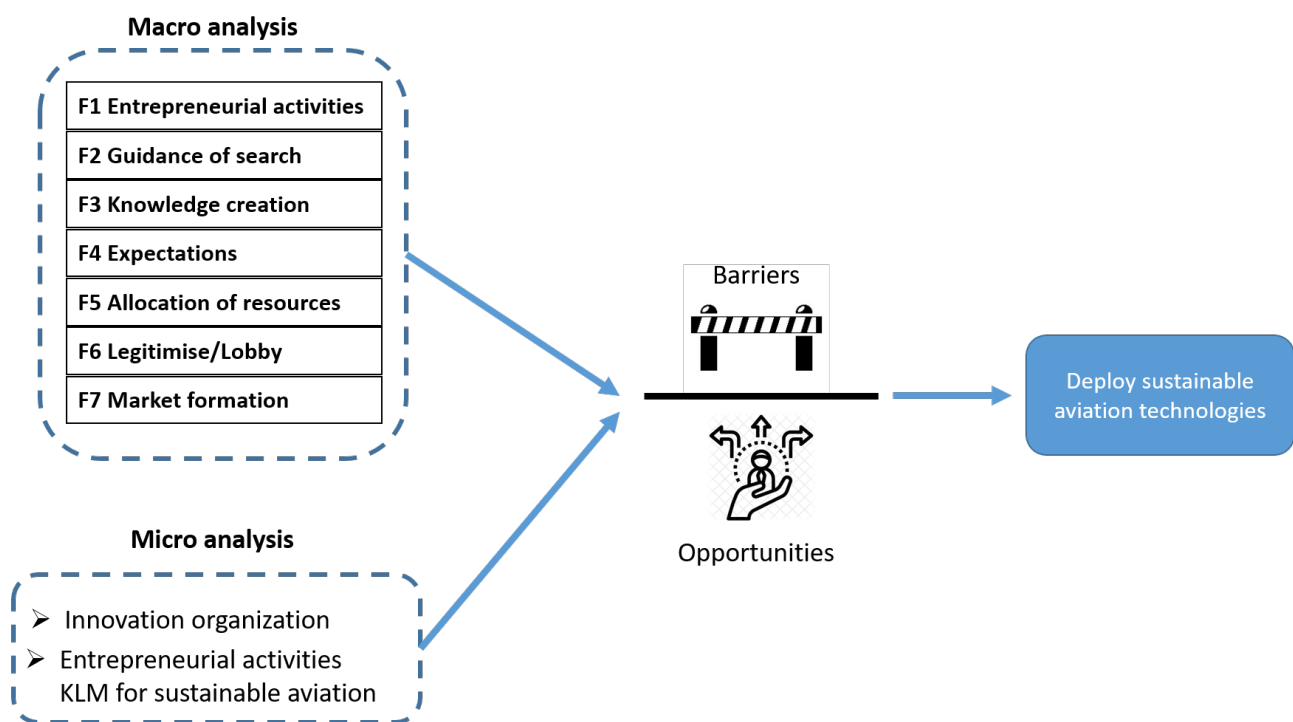 Macro analysis
F1 Entrepreneurial activities
F2 Guidance of search
F3 Knowledge creation
F4 Expectations
F5 Allocation of resources
F6 Legitimise/Lobby
F7 Market formation
Micro analysis
Innovation organization
Entrepreneurial activities
KLM for sustainable aviation
Barriers
Opportunities
Deploy sustainable
aviation technologies